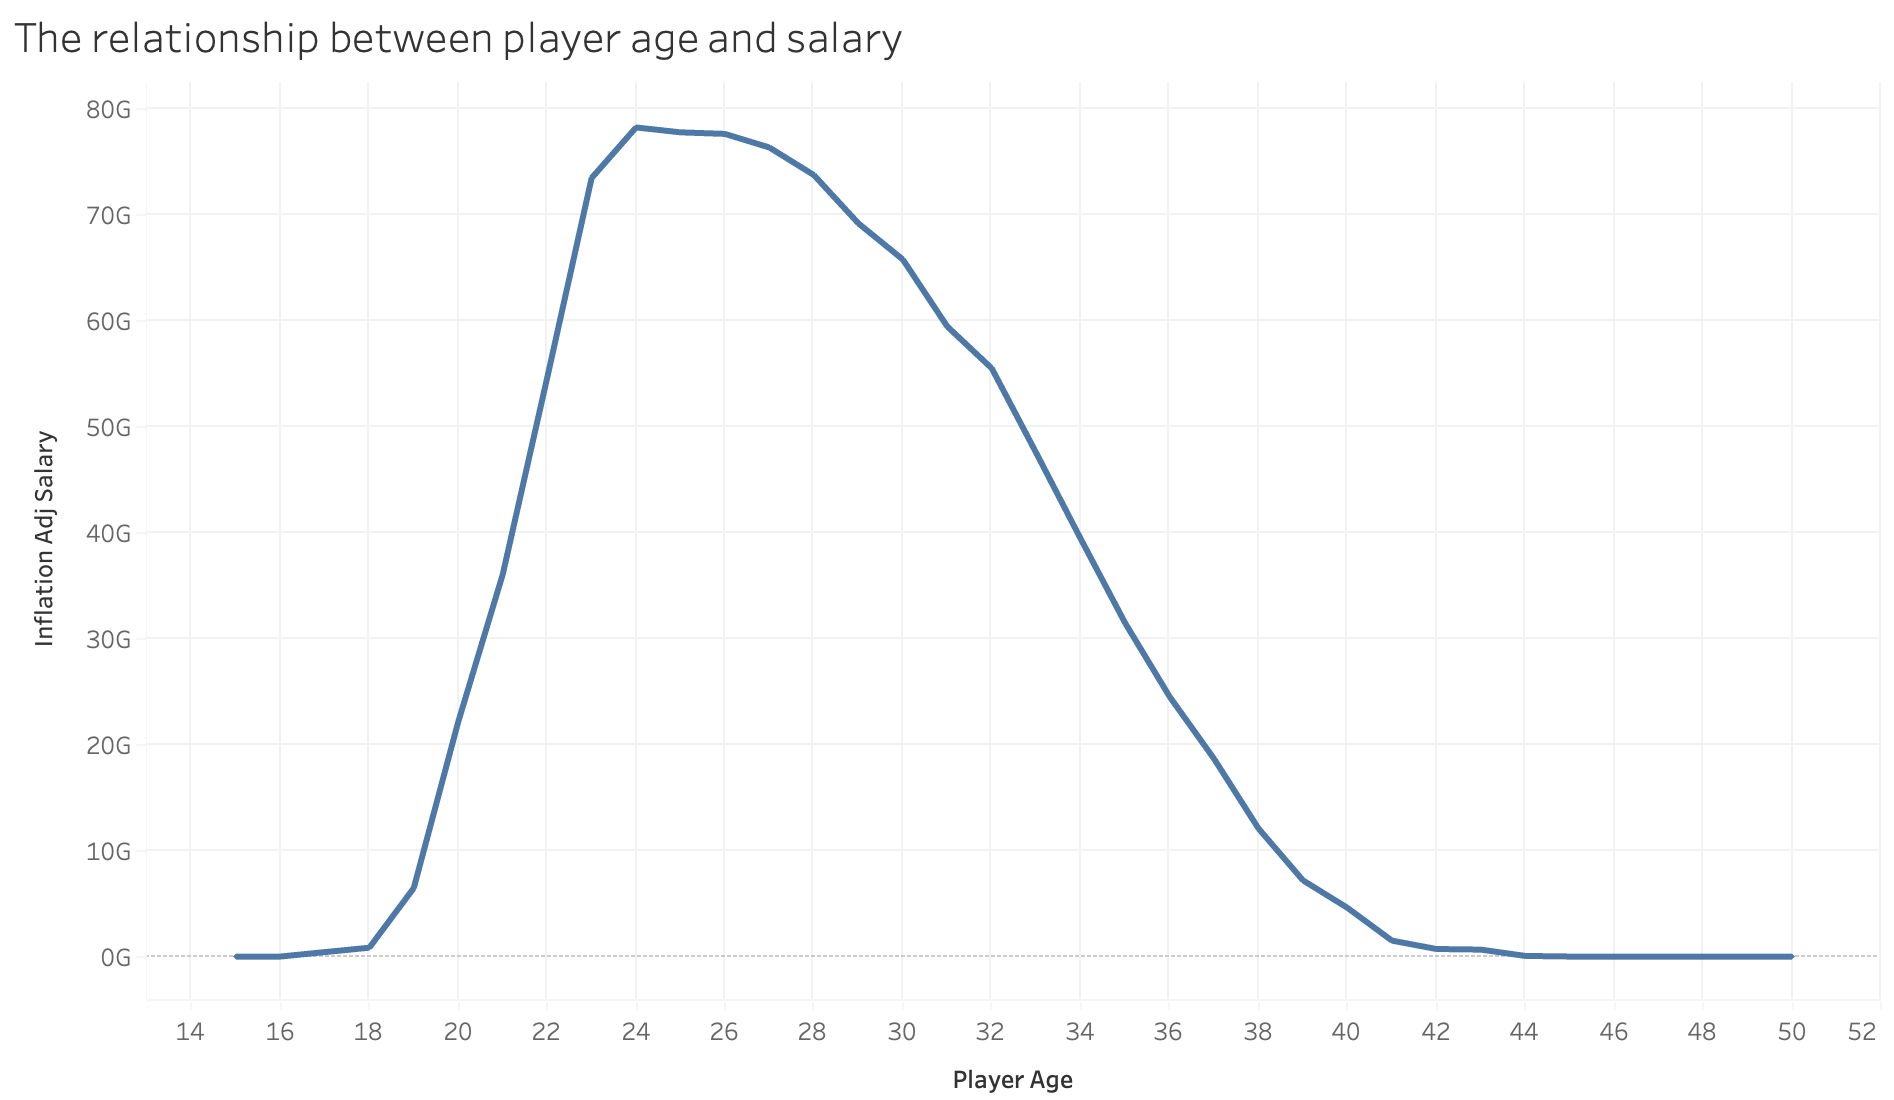 The relationship between player age and salary
80G
70G
60G
50G
40G
30G
20G
10G
0G
Inflation Adj Salary
14 16 18 20 22 24 26 28 30 32 34 36 38 40 42 44 46 48 50 52
Player Age